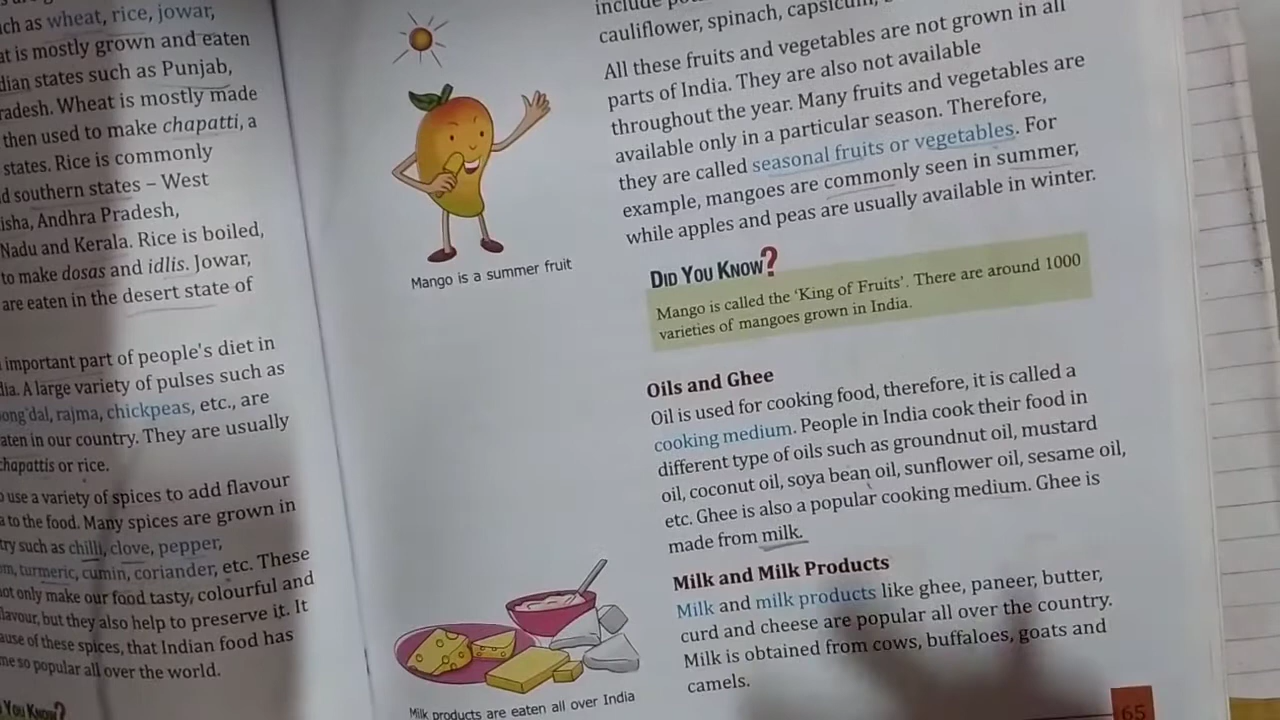 ch as wheat, rice, jowar,
at is mostly grown and eaten
dian states such as Punjab,
radesh. Wheat is mostly made
then used to make chapatti, a
states. Rice is commonly
d southern states – West
isha, Andhra Pradesh,
Nadu and Kerala. Rice is boiled,
to make dosas and idlis. Jowar,
are eaten in the desert state of
important part of people's diet in
dia. A large variety of pulses such as
ong dal, rajma, chickpeas, etc., are
aten in our country. They are usually
chapattis or rice.
use a variety of spices to add flavour
a to the food. Many spices are grown in
try such as chilli, clove, pepper,
m, turmeric, cumin, coriander, etc. These
not only make our food tasty, colourful and
flavour, but they also help to preserve it. It
ause of these spices, that Indian food has
me so popular all over the world.
YOU KNOW?
Mango is a summer fruit
Milk products are eaten all over India
include
cauliflower, spinach, capsicum,
All these fruits and vegetables are not grown in all
parts of India. They are also not available
throughout the year. Many fruits and vegetables are
available only in a particular season. Therefore,
they are called seasonal fruits or vegetables. For
example, mangoes are commonly seen in summer,
while apples and peas are usually available in winter.
DID YOU KNOW?
Mango is called the 'King of Fruits'. There are around 1000
varieties of mangoes grown in India.
Oils and Ghee
Oil is used for cooking food, therefore, it is called a
cooking medium. People in India cook their food in
different type of oils such as groundnut oil, mustard
oil, coconut oil, soya bean oil, sunflower oil, sesame oil,
etc. Ghee is also a popular cooking medium. Ghee is
made from milk.
Milk and Milk Products
Milk and milk products like ghee, paneer, butter,
curd and cheese are popular all over the country.
Milk is obtained from cows, buffaloes, goats and
camels.
65